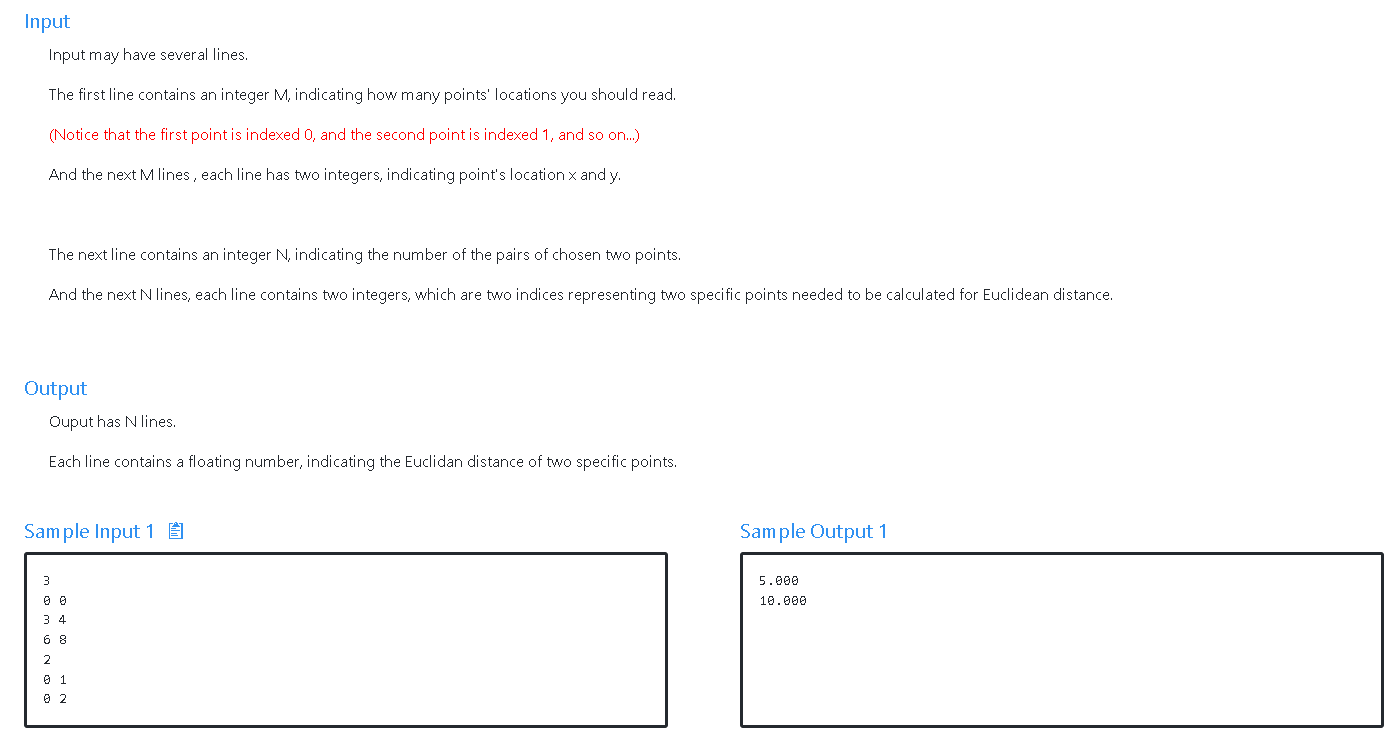 Input
Input may have several lines.
The first line contains an integer M, indicating how many points' locations you should read.
(Notice that the first point is indexed 0, and the second point is indexed 1, and so on...)
And the next M lines , each line has two integers, indicating point's location x and y.
The next line contains an integer N, indicating the number of the pairs of chosen two points.
And the next N lines, each line contains two integers, which are two indices representing two specific points needed to be calculated for Euclidean distance.
Output
Ouput has N lines.
Each line contains a floating number, indicating the Euclidan distance of two specific points.
Sample Input 1
3
0 0
3 4
6 8
2
0 1
0 2
Sample Output 1
5.000
10.000